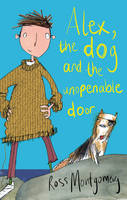 Alex,
the dog
and the
unopenable
door
Ross Montgomery